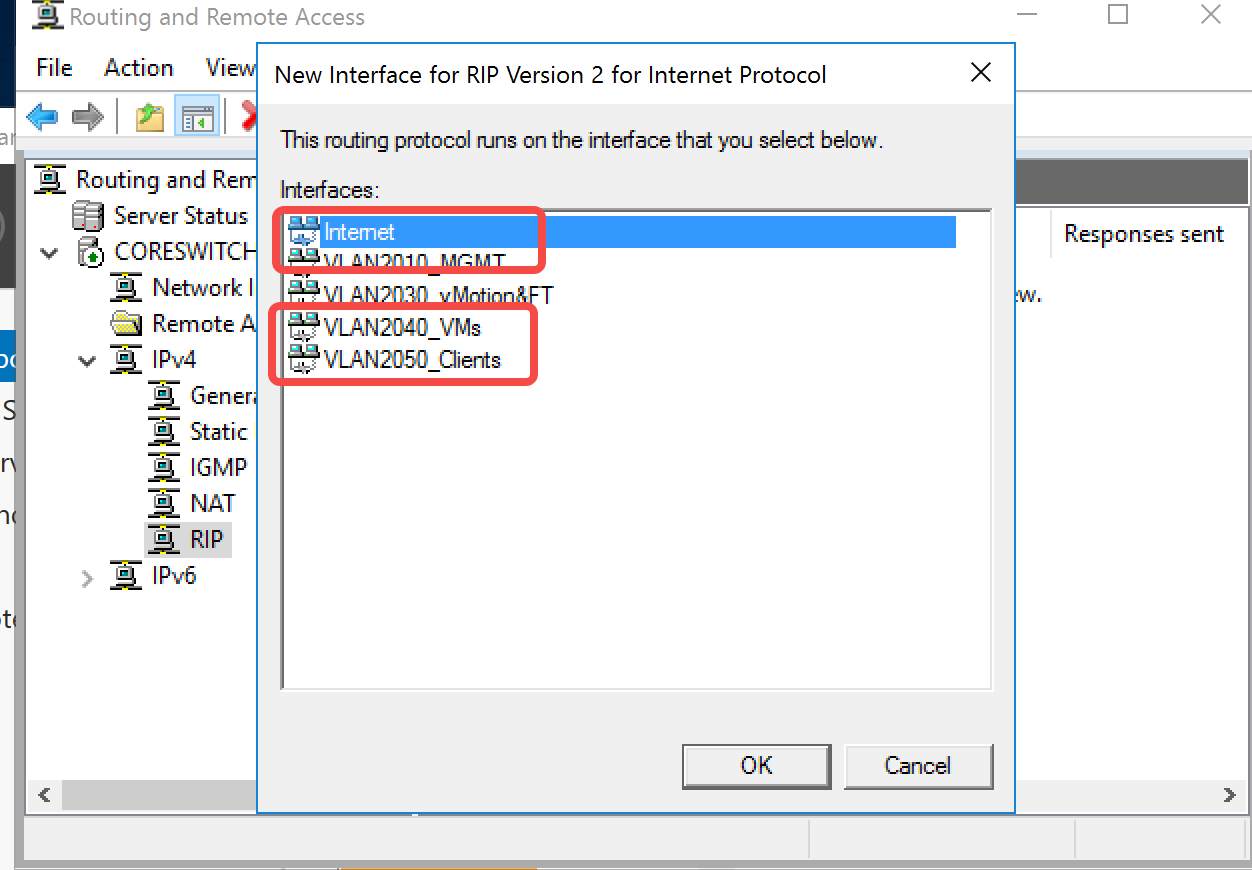 Routing and Remote Access
File Action View
New Interface for RIP Version 2 for Internet Protocol
This routing protocol runs on the interface that you select below.
Interfaces:
Internet
VLAN2010_MGMT
VLAN2030_vMotion&FT
VLAN2040_VMs
VLAN2050_Clients
OK Cancel
Routing and Rem
Server Status
CORESWITCH
Network I
Remote A
IPv4
Genera
Static
IGMP
NAT
RIP
IPv6
Responses sent
ew.